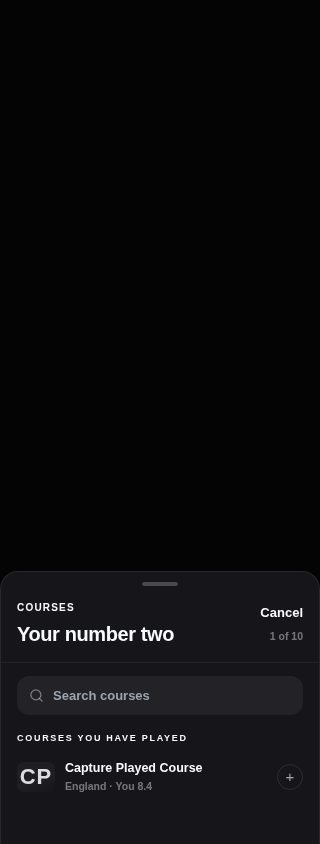 COURSES
Cancel
Your number two
1 of 10
Search courses
COURSES YOU HAVE PLAYED
CP
Capture Played Course
England · You 8.4
+